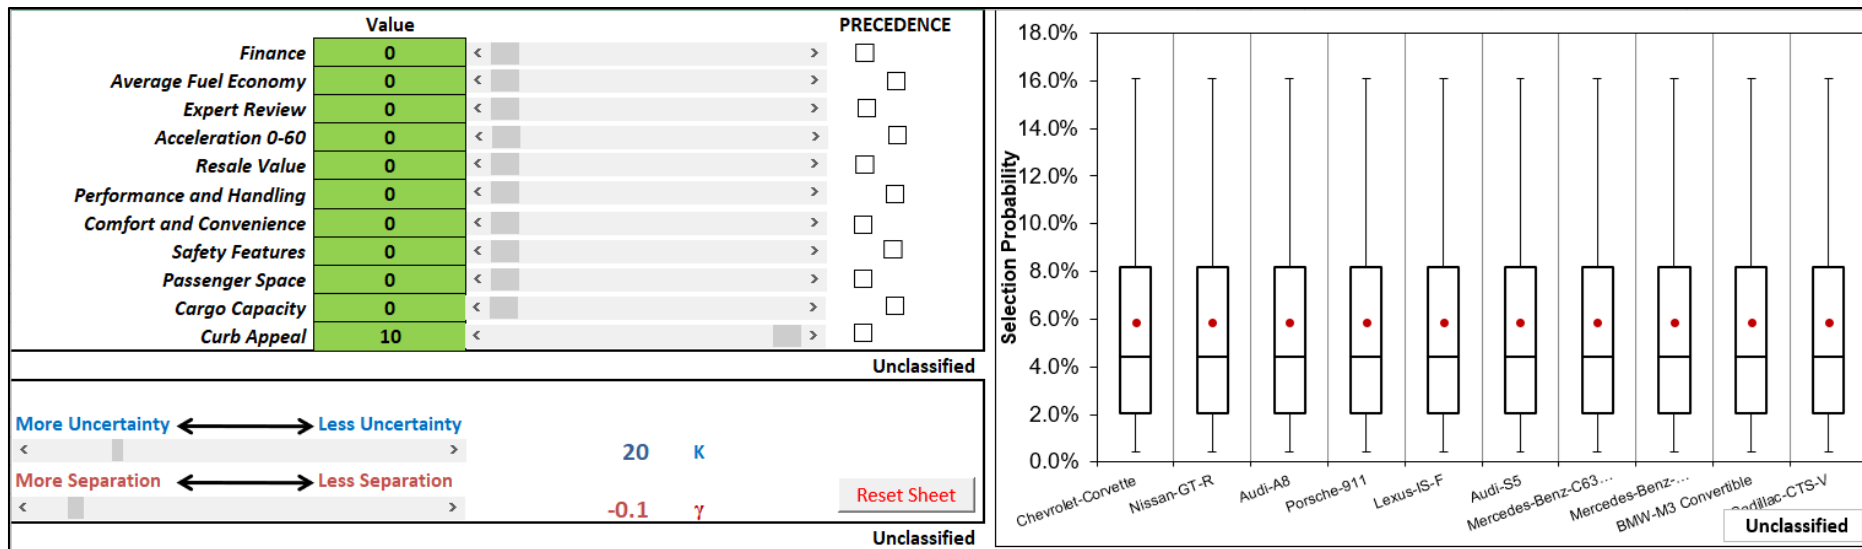 Value PRECEDENCE
Finance 0 < >
Average Fuel Economy 0 < >
Expert Review 0 < >
Acceleration 0-60 0 < >
Resale Value 0 < >
Performance and Handling 0 < >
Comfort and Convenience 0 < >
Safety Features 0 < >
Passenger Space 0 < >
Cargo Capacity 0 < >
Curb Appeal 10 < >
Unclassified
More Uncertainty Less Uncertainty
< > 20 K
More Separation Less Separation
< > -0.1 γ
Reset Sheet
Unclassified
Selection Probability
18.0%
16.0%
14.0%
12.0%
10.0%
8.0%
6.0%
4.0%
2.0%
0.0%
Chevrolet-Corvette
Nissan-GT-R
Audi-A8
Porsche-911
Lexus-IS-F
Audi-S5
Mercedes-Benz-C63...
Mercedes-Benz-...
BMW-M3 Convertible
Cadillac-CTS-V
Unclassified